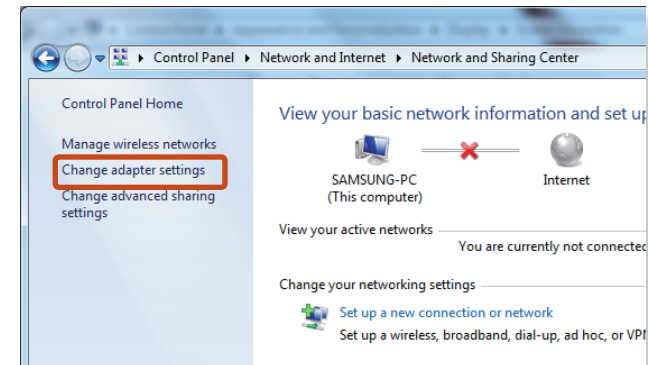 Control Panel ▸ Network and Internet ▸ Network and Sharing Center
Control Panel Home
Manage wireless networks
Change adapter settings
Change advanced sharing
settings
View your basic network information and set up
SAMSUNG-PC
(This computer)
Internet
View your active networks
You are currently not connected
Change your networking settings
Set up a new connection or network
Set up a wireless, broadband, dial-up, ad hoc, or VPN